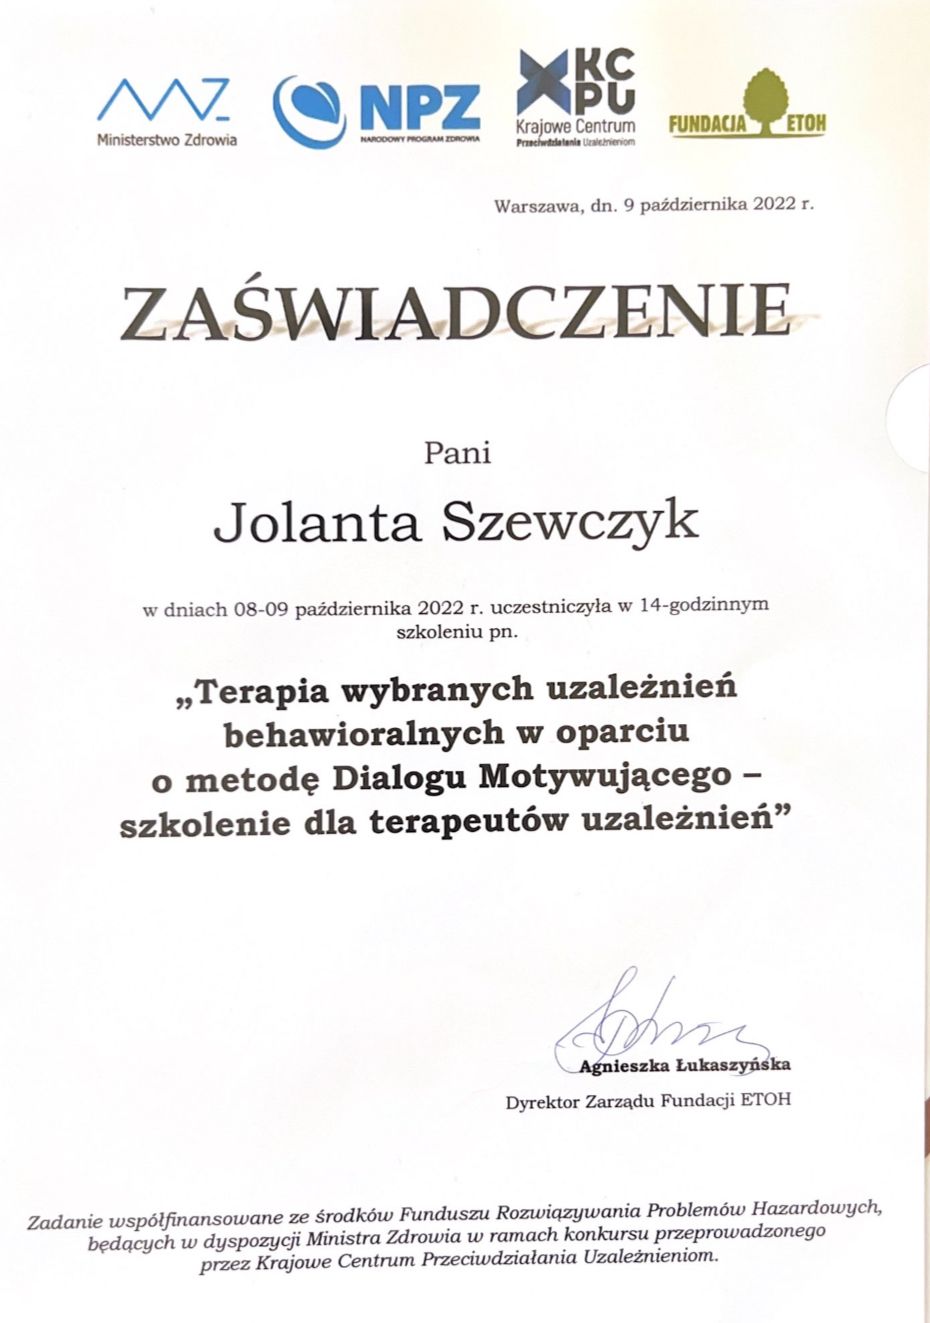 MZ
Ministerstwo Zdrowia
NPZ
NARODOWY PROGRAM ZDROWIA
KC
PU
Krajowe Centrum
Przeciwdziałania Uzależnieniom
FUNDACJA ETOH
Warszawa, dn. 9 października 2022 r.
ZAŚWIADCZENIE
Pani
Jolanta Szewczyk
w dniach 08-09 października 2022 r. uczestniczyła w 14-godzinnym
szkoleniu pn.
„Terapia wybranych uzależnień
behawioralnych w oparciu
o metodę Dialogu Motywującego –
szkolenie dla terapeutów uzależnień”
Agnieszka Łukaszyńska
Dyrektor Zarządu Fundacji ETOH
Zadanie współfinansowane ze środków Funduszu Rozwiązywania Problemów Hazardowych,
będących w dyspozycji Ministra Zdrowia w ramach konkursu przeprowadzonego
przez Krajowe Centrum Przeciwdziałania Uzależnieniom.